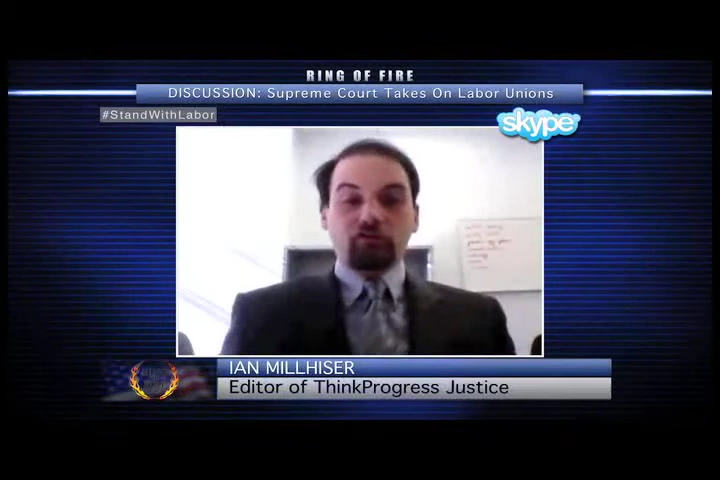 RING OF FIRE
DISCUSSION: Supreme Court Takes On Labor Unions
#StandWithLabor
skype
IAN MILLHISER
Editor of ThinkProgress Justice